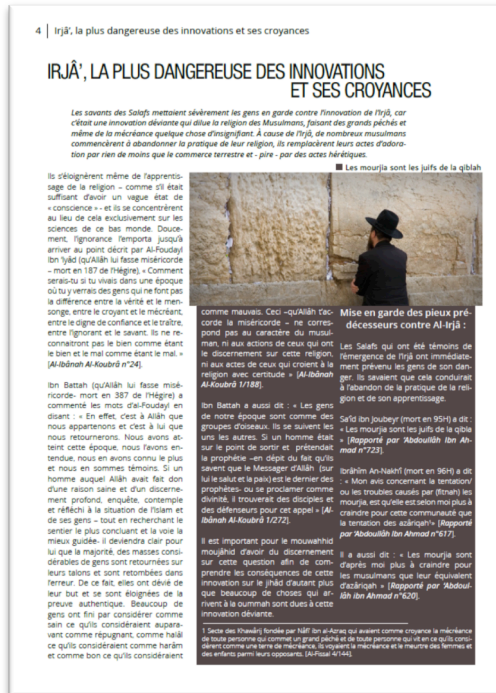 4 | Irjâ', la plus dangereuse des innovations et ses croyances
IRJÂ', LA PLUS DANGEREUSE DES INNOVATIONS
ET SES CROYANCES
Les savants des Salafs mettaient sévèrement les gens en garde contre l'innovation de l'Irjâ, car
c'était une innovation déviante qui dilue la religion des Musulmans, faisant des grands péchés et
même de la mécréance quelque chose d'insignifiant. À cause de l'Irjâ, de nombreux musulmans
commencèrent à abandonner la pratique de leur religion, ils remplacèrent leurs actes d'adora-
tion par rien de moins que le commerce terrestre et - pire - par des actes hérétiques.
Les mourjia sont les juifs de la qiblah
Ils s'éloignèrent même de l'apprentis-
sage de la religion – comme s'il était
suffisant d'avoir un vague état de
« conscience » - et ils se concentrèrent
au lieu de cela exclusivement sur les
sciences de ce bas monde. Douce-
ment, l'ignorance l'emporta jusqu'à
arriver au point décrit par Al-Foudayl
Ibn 'Iyâd (qu'Allâh lui fasse miséricorde
– mort en 187 de l'Hégire), « Comment
serais-tu si tu vivais dans une époque
où tu y verrais des gens qui ne font pas
la différence entre la vérité et le men-
songe, entre le croyant et le mécréant,
entre le digne de confiance et le traître,
entre l'ignorant et le savant. Ils ne re-
connaitront pas le bien comme étant
le bien et le mal comme étant le mal. »
[Al-Ibânah Al-Koubrâ n°24].
Ibn Battah (qu'Allâh lui fasse misé-
ricorde- mort en 387 de l'Hégire) a
commenté les mots d'al-Foudayl en
disant : « En effet, c'est à Allâh que
nous appartenons et c'est à lui que
nous retournerons. Nous avons at-
teint cette époque, nous l'avons en-
tendue, nous en avons connu le plus
et nous en sommes témoins. Si un
homme auquel Allâh avait fait don
d'une raison saine et d'un discerne-
ment profond, enquête, contemple
et réfléchi à la situation de l'Islam et
de ses gens – tout en recherchant le
sentier le plus concluant et la voie la
mieux guidée- il deviendra clair pour
lui que la majorité, des masses consi-
dérables de gens sont retournées sur
leurs talons et sont retombées dans
l'erreur. De ce fait, elles ont dévié de
leur but et se sont éloignées de la
preuve authentique. Beaucoup de
gens ont fini par considérer comme
sain ce qu'ils considéraient aupara-
vant comme répugnant, comme halâl
ce qu'ils considéraient comme harâm
et comme bon ce qu'ils considéraient
comme mauvais. Ceci –qu'Allâh t'ac-
corde la miséricorde – ne corres-
pond pas au caractère du musul-
man, ni aux actions de ceux qui ont
le discernement sur cette religion,
ni aux actes de ceux qui croient à la
religion avec certitude » [Al-Ibânah
Al-Koubrâ 1/188].
Ibn Battah a aussi dit : « Les gens
de notre époque sont comme des
groupes d'oiseaux. Ils se suivent les
uns les autres. Si un homme était
sur le point de sortir et prétendait
la prophétie –en dépit du fait qu'ils
savent que le Messager d'Allâh (sur
lui le salut et la paix) est le dernier des
prophètes- ou se proclamer comme
divinité, il trouverait des disciples et
des défenseurs pour cet appel » [Al-
Ibânah Al-Koubrâ 1/272].
Il est important pour le mouwahhid
moujâhid d'avoir du discernement
sur cette question afin de com-
prendre les conséquences de cette
innovation sur le jihâd d'autant plus
que beaucoup de choses qui ar-
rivent à la oummah sont dues à cette
innovation déviante.
Mise en garde des pieux pré-
décesseurs contre Al-Irjâ :
Les Salafs qui ont été témoins de
l'émergence de l'Irjâ ont immédiate-
ment prévenu les gens de son dan-
ger. Ils savaient que cela conduirait
à l'abandon de la pratique de la reli-
gion et de son apprentissage.
Sa'îd ibn Joubeyr (mort en 95H) a dit :
« Les mourjia sont les juifs de la qibla
» [Rapporté par 'Abdoullâh Ibn Ah-
mad n°723].
Ibrâhîm An-Nakhî (mort en 96H) a dit
: « Mon avis concernant la tentation/
ou les troubles causés par (fitnah) les
mourjia, est qu'elle est selon moi plus à
craindre pour cette communauté que
la tentation des azâriqah¹» [Rapporté
par 'Abdoullâh Ibn Ahmad n°617].
Il a aussi dit : « Les mourjia sont
d'après moi plus à craindre pour
les musulmans que leur équivalent
d'azâriqah » [Rapporté par 'Abdoul-
lâh ibn Ahmad n°620].
1 Secte des Khawârij fondée par Nâfi' ibn al-Azraq qui avaient comme croyance la mécréance
de toute personne qui commet un grand péché et de toute personne qui vit en ce qu'ils consi-
dèrent comme une terre de mécréance, ils voyaient la mécréance et le meurtre des femmes et
des enfants parmi leurs opposants. [Al-Fissal 4/144].